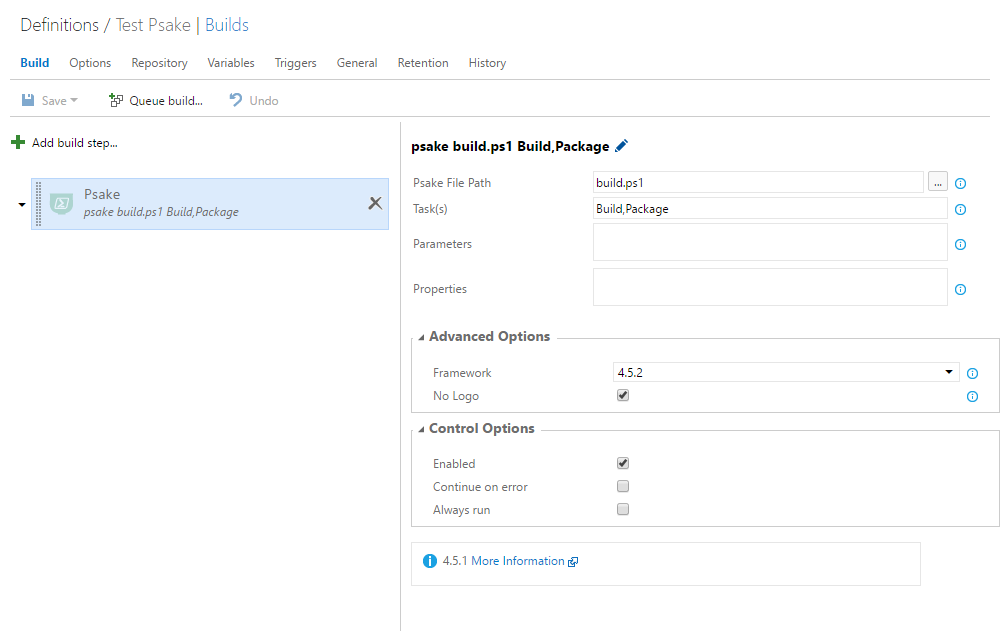 Definitions / Test Psake | Builds
Build Options Repository Variables Triggers General Retention History
Save Queue build... Undo
Add build step...
Psake
psake build.ps1 Build,Package
psake build.ps1 Build,Package
Psake File Path build.ps1 ...
Task(s) Build,Package
Parameters
Properties
Advanced Options
Framework 4.5.2
No Logo
Control Options
Enabled
Continue on error
Always run
4.5.1 More Information